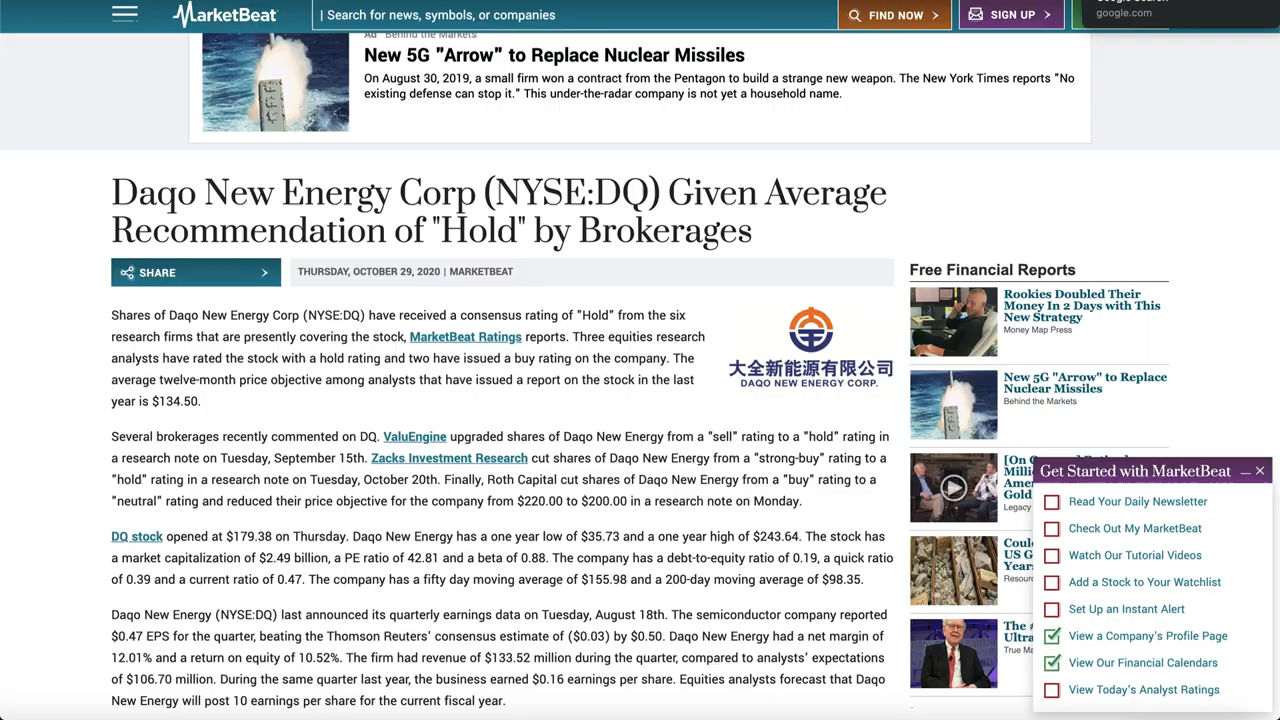 MarketBeat
Search for news, symbols, or companies
FIND NOW
SIGN UP
google.com
Ad Behind the Markets
New 5G "Arrow" to Replace Nuclear Missiles
On August 30, 2019, a small firm won a contract from the Pentagon to build a strange new weapon. The New York Times reports "No
existing defense can stop it." This under-the-radar company is not yet a household name.
Daqo New Energy Corp (NYSE:DQ) Given Average
Recommendation of "Hold" by Brokerages
SHARE
THURSDAY, OCTOBER 29, 2020 | MARKETBEAT
Shares of Daqo New Energy Corp (NYSE:DQ) have received a consensus rating of "Hold" from the six
research firms that are presently covering the stock, MarketBeat Ratings reports. Three equities research
analysts have rated the stock with a hold rating and two have issued a buy rating on the company. The
average twelve-month price objective among analysts that have issued a report on the stock in the last
year is $134.50.
大全新能源有限公司
DAQO NEW ENERGY CORP.
Several brokerages recently commented on DQ. ValuEngine upgraded shares of Daqo New Energy from a "sell" rating to a "hold" rating in
a research note on Tuesday, September 15th. Zacks Investment Research cut shares of Daqo New Energy from a "strong-buy" rating to a
"hold" rating in a research note on Tuesday, October 20th. Finally, Roth Capital cut shares of Daqo New Energy from a "buy" rating to a
"neutral" rating and reduced their price objective for the company from $220.00 to $200.00 in a research note on Monday.
DQ stock opened at $179.38 on Thursday. Daqo New Energy has a one year low of $35.73 and a one year high of $243.64. The stock has
a market capitalization of $2.49 billion, a PE ratio of 42.81 and a beta of 0.88. The company has a debt-to-equity ratio of 0.19, a quick ratio
of 0.39 and a current ratio of 0.47. The company has a fifty day moving average of $155.98 and a 200-day moving average of $98.35.
Daqo New Energy (NYSE:DQ) last announced its quarterly earnings data on Tuesday, August 18th. The semiconductor company reported
$0.47 EPS for the quarter, beating the Thomson Reuters' consensus estimate of ($0.03) by $0.50. Daqo New Energy had a net margin of
12.01% and a return on equity of 10.52%. The firm had revenue of $133.52 million during the quarter, compared to analysts' expectations
of $106.70 million. During the same quarter last year, the business earned $0.16 earnings per share. Equities analysts forecast that Daqo
New Energy will post 10 earnings per share for the current fiscal year.
Free Financial Reports
Rookies Doubled Their
Money In 2 Days with This
New Strategy
Money Map Press
New 5G "Arrow" to Replace
Nuclear Missiles
Behind the Markets
[On
Milli
Amer
Gold
Legacy
Coul
US G
Years
Resour
The #
Ultra
True Ma
Get Started with MarketBeat
Read Your Daily Newsletter
Check Out My MarketBeat
Watch Our Tutorial Videos
Add a Stock to Your Watchlist
Set Up an Instant Alert
View a Company's Profile Page
View Our Financial Calendars
View Today's Analyst Ratings